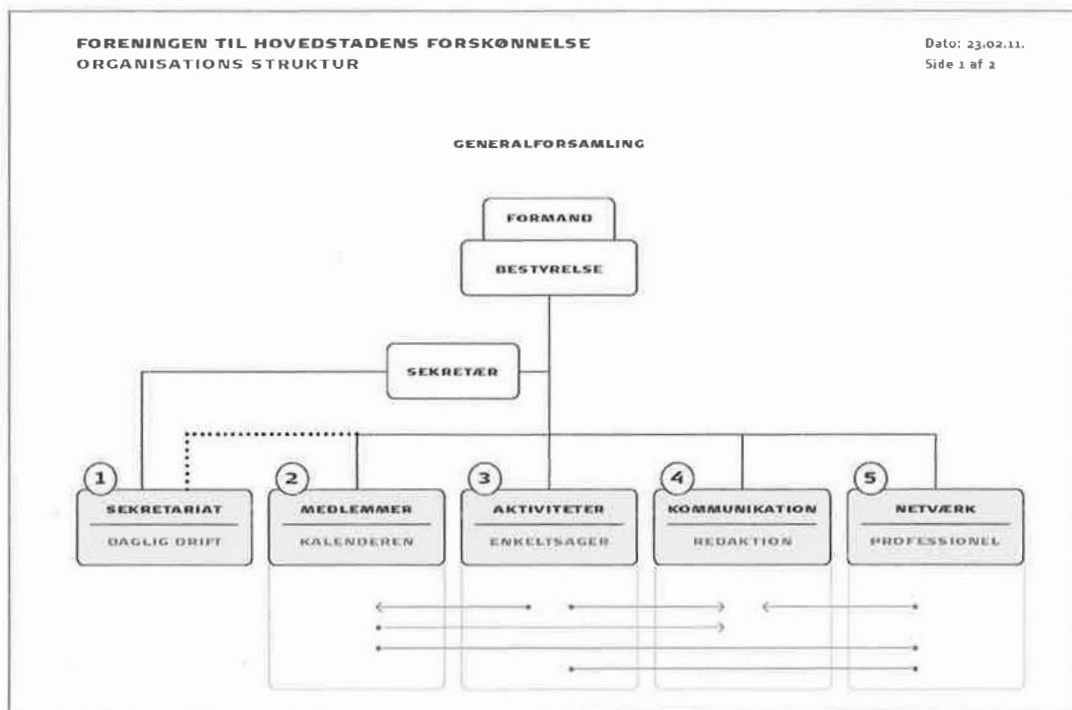 FORENINGEN TIL HOVEDSTADENS FORSKØNNELSE
ORGANISATIONS STRUKTUR
Dato: 23.02.11.
Side 1 af 2
GENERALFORSAMLING
FORMAND
BESTYRELSE
SEKRETÆR
1
SEKRETARIAT
DAGLIG DRIFT
2
MEDLEMMER
KALENDEREN
3
AKTIVITETER
ENKELTSAGER
4
KOMMUNIKATION
REDAKTION
5
NETVÆRK
PROFESSIONEL